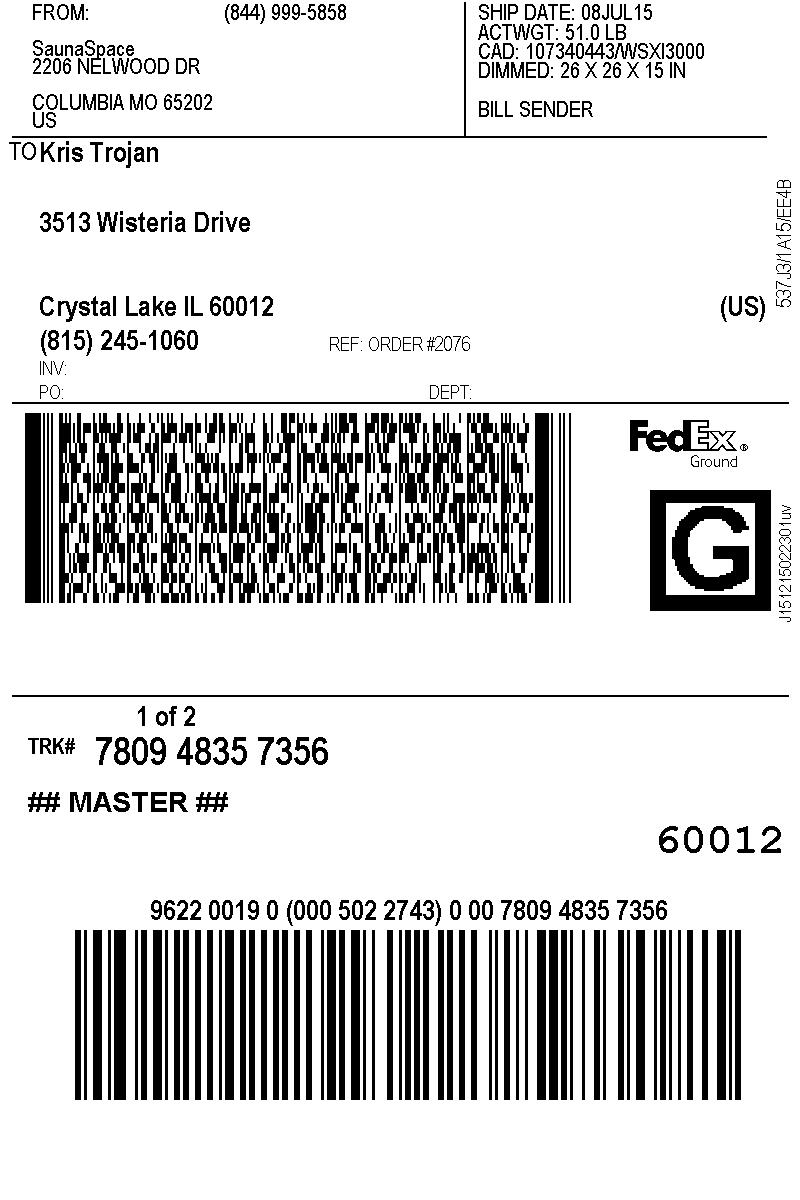 FROM: (844) 999-5858
SaunaSpace
2206 NELWOOD DR
COLUMBIA MO 65202
US
SHIP DATE: 08JUL15
ACTWGT: 51.0 LB
CAD: 107340443/WSXI3000
DIMMED: 26 X 26 X 15 IN
BILL SENDER
TO Kris Trojan
3513 Wisteria Drive
Crystal Lake IL 60012 (US)
(815) 245-1060 REF: ORDER #2076
INV:
PO: DEPT:
537J3/1A15/EE4B
FedEx®
Ground
G
J151215022301uv
1 of 2
TRK# 7809 4835 7356
## MASTER ##
60012
9622 0019 0 (000 502 2743) 0 00 7809 4835 7356